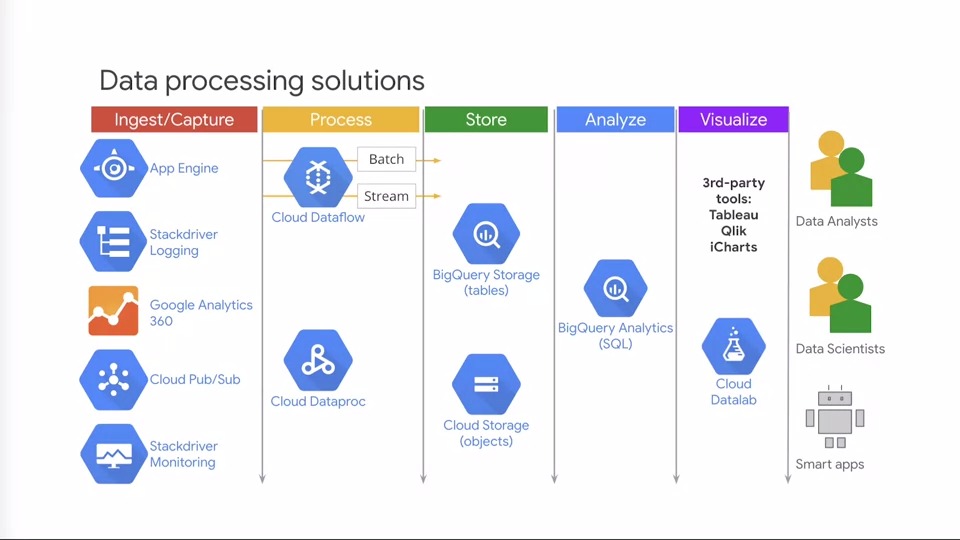 Data processing solutions
Ingest/Capture
Process
Store
Analyze
Visualize
App Engine
Stackdriver
Logging
Google Analytics
360
Cloud Pub/Sub
Stackdriver
Monitoring
Batch
Stream
Cloud Dataflow
Cloud Dataproc
BigQuery Storage
(tables)
Cloud Storage
(objects)
BigQuery Analytics
(SQL)
3rd-party
tools:
Tableau
Qlik
iCharts
Cloud
Datalab
Data Analysts
Data Scientists
Smart apps